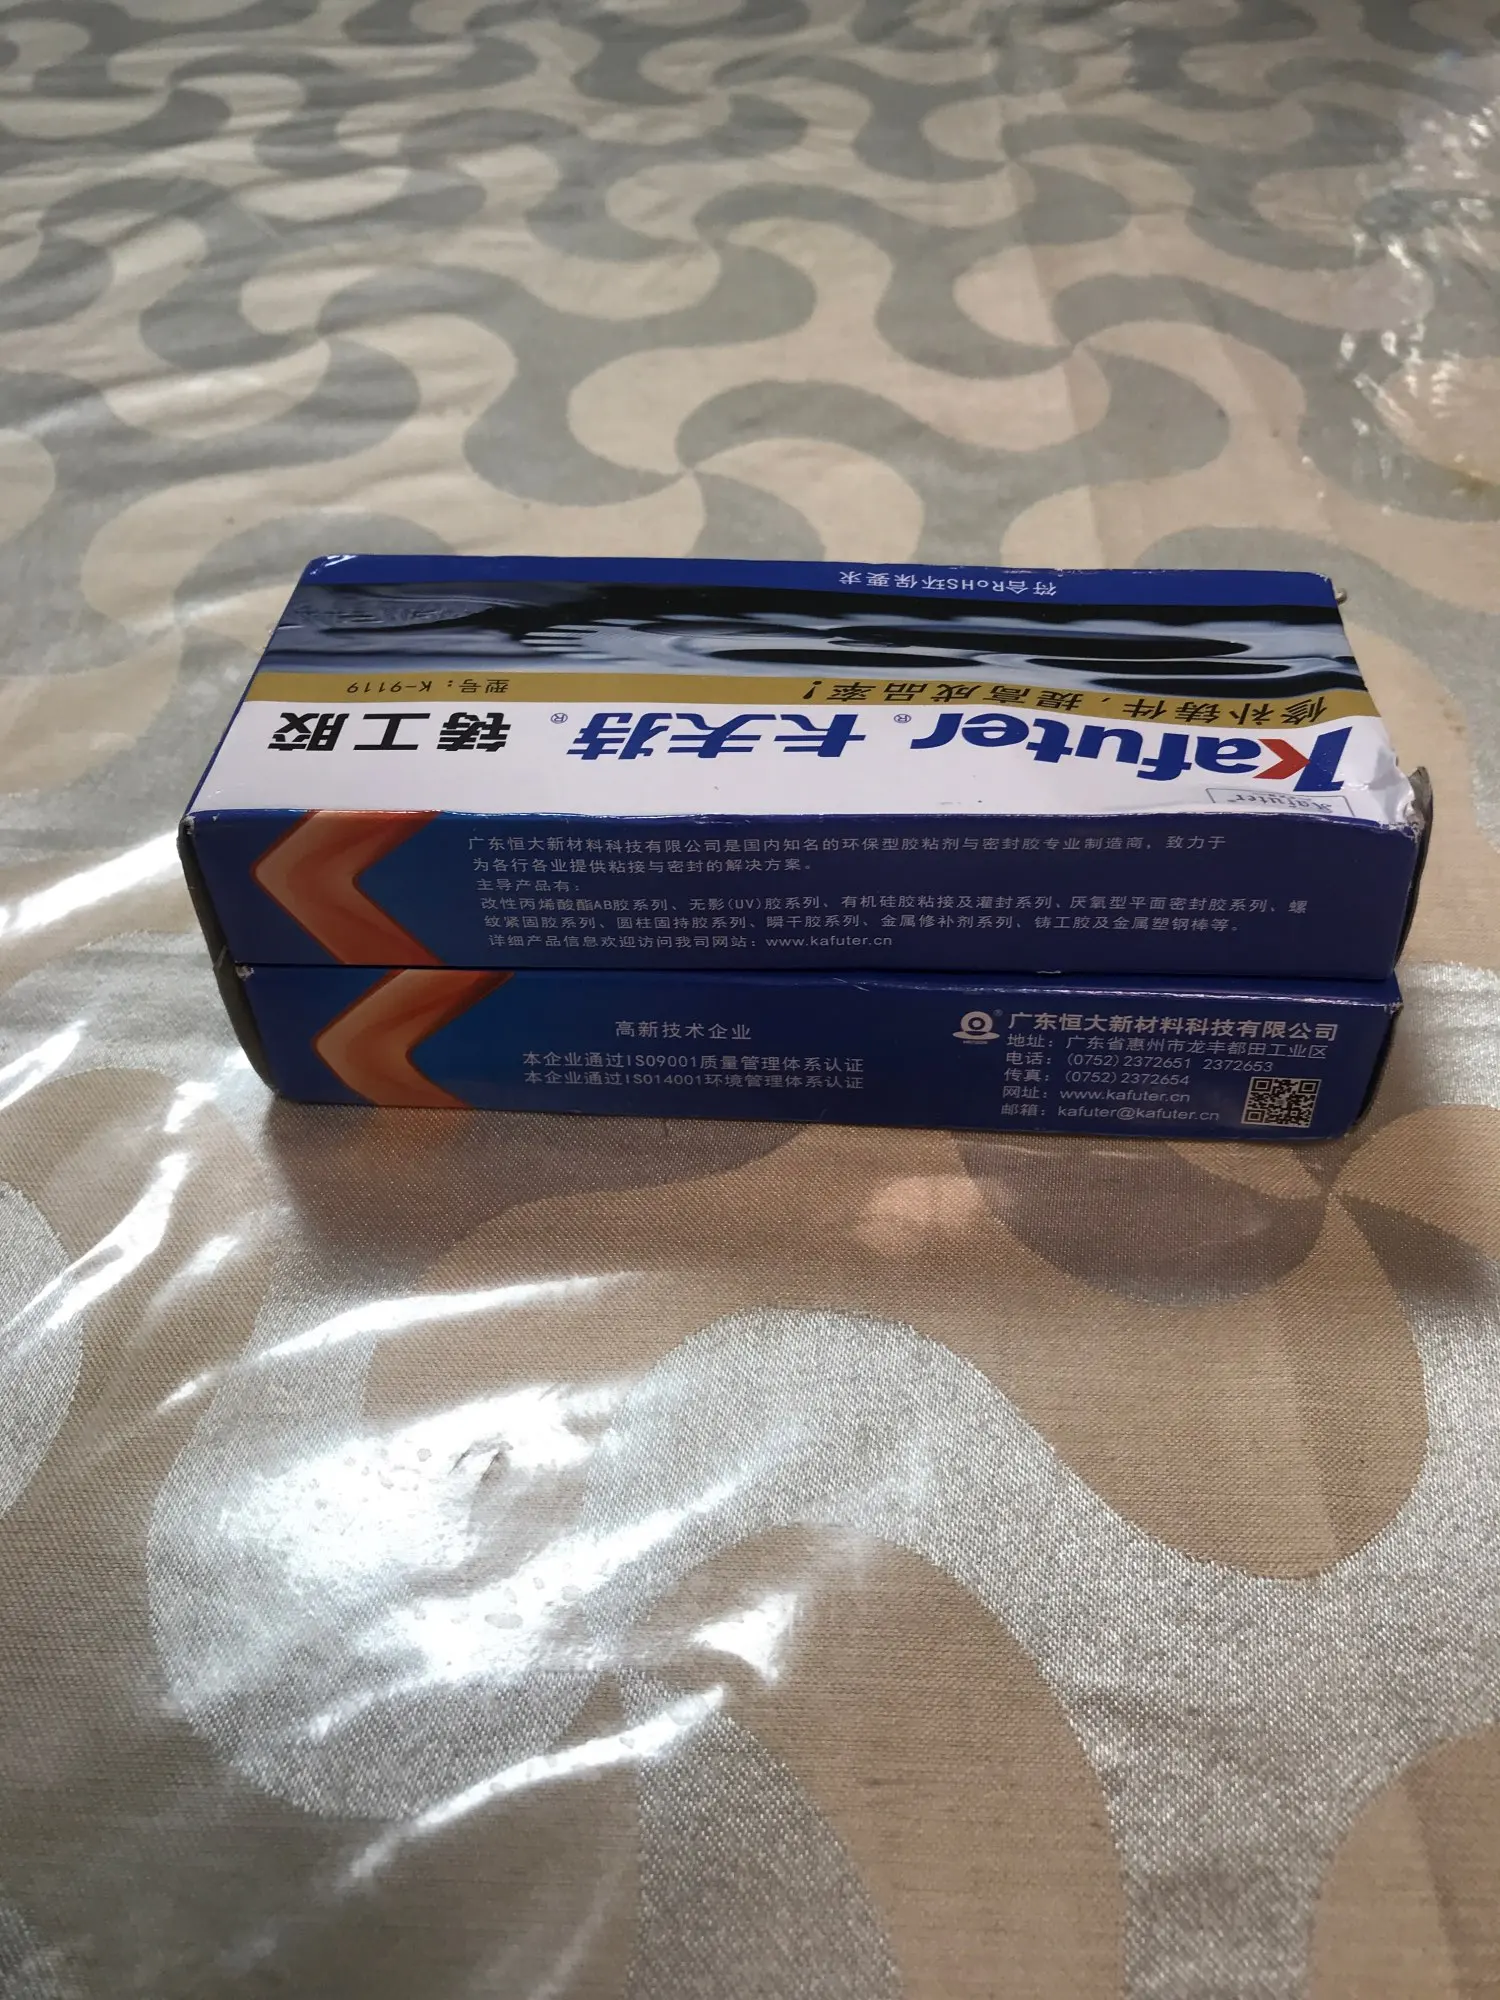 符合RoHS环保要求
修补铸件，提高成品率！
型号：K-9119
Kafuter® 卡夫特® 铸工胶
Kafuter
广东恒大新材料科技有限公司是国内知名的环保型胶粘剂与密封胶专业制造商，致力于
为各行各业提供粘接与密封的解决方案。
主导产品有：
改性丙烯酸酯AB胶系列、无影(UV)胶系列、有机硅胶粘接及灌封系列、厌氧型平面密封胶系列、螺
纹紧固胶系列、圆柱固持胶系列、瞬干胶系列、金属修补剂系列、铸工胶及金属塑钢棒等。
详细产品信息欢迎访问我司网站：www.kafuter.cn
高新技术企业
本企业通过ISO9001质量管理体系认证
本企业通过ISO14001环境管理体系认证
广东恒大新材料科技有限公司
地址：广东省惠州市龙丰都田工业区
电话：(0752)2372651 2372653
传真：(0752)2372654
网址：www.kafuter.cn
邮箱：kafuter@kafuter.cn